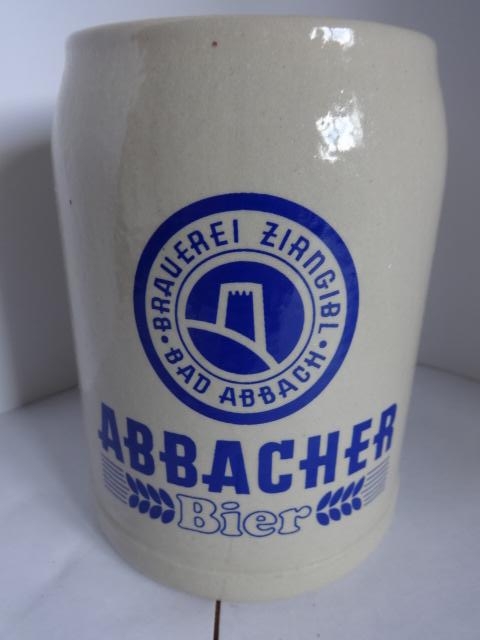 BRAUEREI ZIRNGIBL
• BAD ABBACH •
ABBACHER
Bier